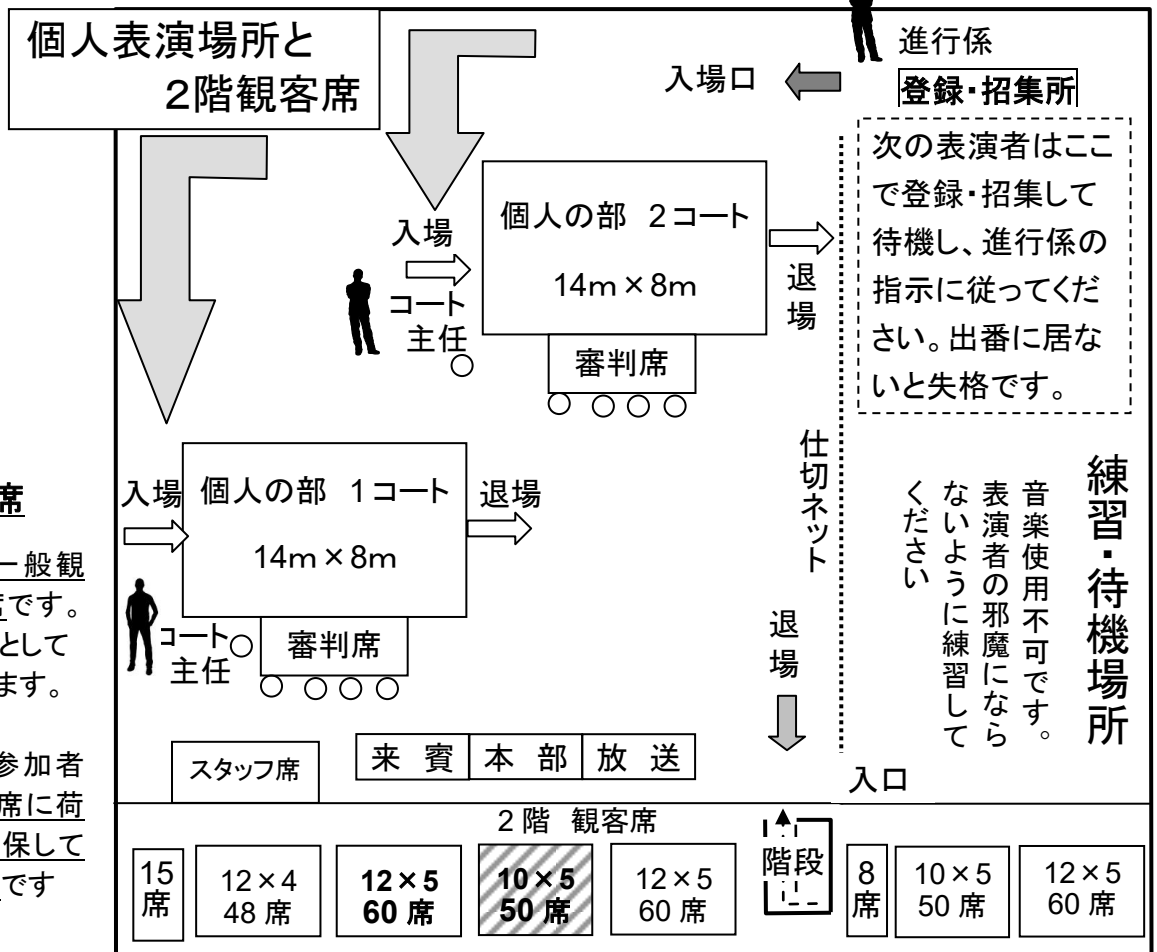 個人表演場所と
2階観客席
進行係
入場口
登録・招集所
次の表演者はここ
で登録・招集して
待機し、進行係の
指示に従ってくだ
さい。出番に居な
いと失格です。
入場
コート
主任
個人の部 2コート
14m×8m
審判席
退場
仕切ネット
練習・待機場所
音楽使用不可です。
表演者の邪魔になら
ないように練習して
ください
席
一般観
席です。
として
ます。
参加者
席に荷
保して
です
入場
個人の部 1コート
14m×8m
退場
コート
主任
審判席
退場
スタッフ席
来賓
本部
放送
入口
2階 観客席
15
席
12×4
48席
12×5
60席
10×5
50席
12×5
60席
階段
8
席
10×5
50席
12×5
60席